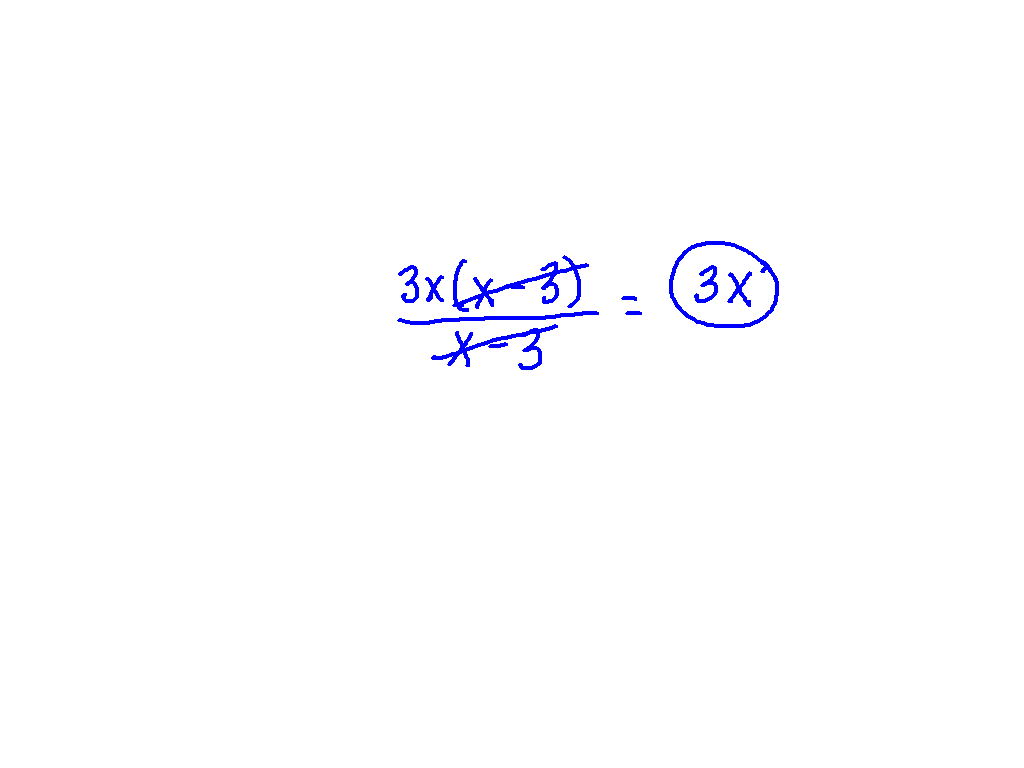 3x(x-3)
x-3
= 3x